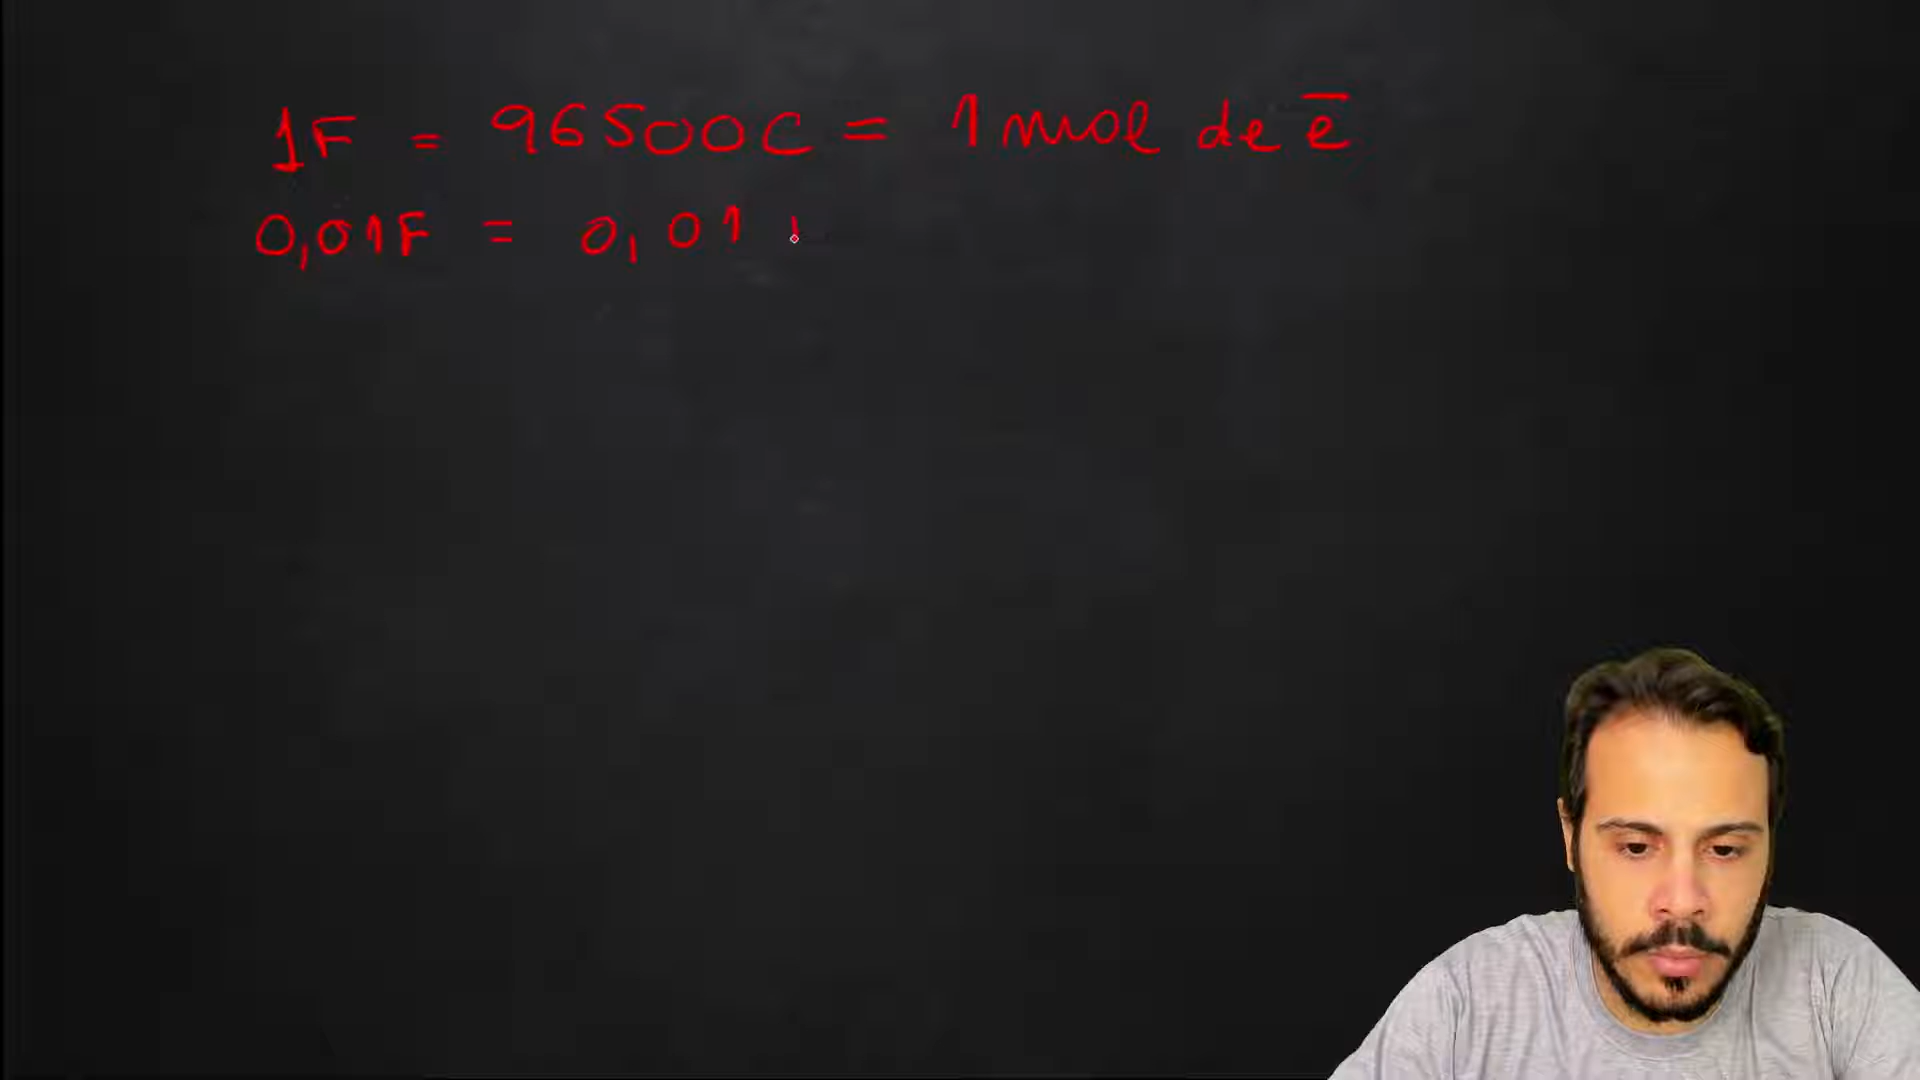 1F = 96500C = 1 mol de e̅
0,01F = 0,01